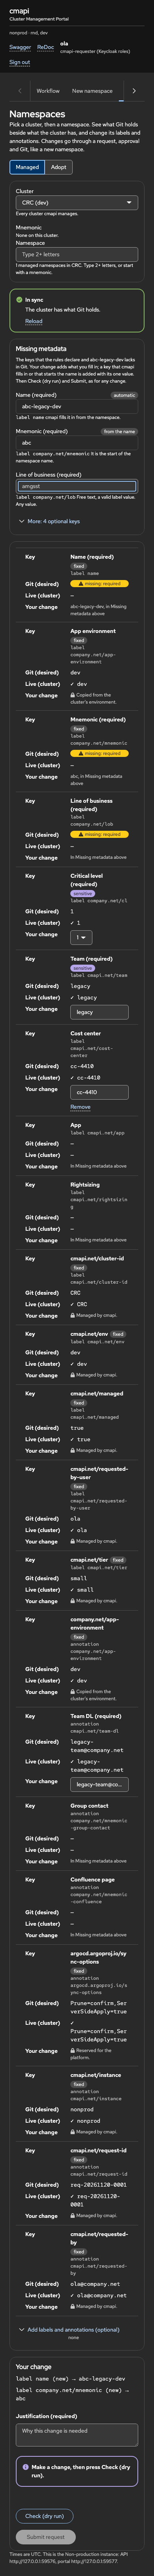 cmapi
Cluster Management Portal
nonprod · md, dev
Swagger ReDoc
ola
cmapi-requester (Keycloak roles)
Sign out
Workflow
New namespace
Namespaces
Pick a cluster, then a namespace. See what Git holds
beside what the cluster has, and change its labels and
annotations. Changes go through a request, approval
and Git, like a new namespace.
Managed
Adopt
Cluster
CRC (dev)
Every cluster cmapi manages.
Mnemonic
None on this cluster.
Namespace
Type 2+ letters
1 managed namespaces in CRC. Type 2+ letters, or start
with a mnemonic.
In sync
The cluster has what Git holds.
Reload
Missing metadata
The keys that the rules declare and abc-legacy-dev lacks
in Git. Your change adds what you fill in; a key that cmapi
fills in or that stays the same is added with the next one.
Then Check (dry run) and Submit, as for any change.
Name (required)
automatic
abc-legacy-dev
label name cmapi fills it in from the namespace.
Mnemonic (required)
from the name
abc
label company.net/mnemonic It is the start of the
namespace name.
Line of business (required)
label company.net/lob Free text, a valid label value.
Any value.
More: 4 optional keys
Key
Name (required)
fixed
label name
Git (desired)
missing: required
Live (cluster)
—
Your change
abc-legacy-dev, in Missing
metadata above
Key
App environment
fixed
label
company.net/app-
environment
Git (desired)
dev
Live (cluster)
✓ dev
Your change
Copied from the
cluster's environment.
Key
Mnemonic (required)
fixed
label
company.net/mnemonic
Git (desired)
missing: required
Live (cluster)
—
Your change
abc, in Missing metadata
above
Key
Line of business
(required)
label
company.net/lob
Git (desired)
missing: required
Live (cluster)
—
Your change
In Missing metadata above
Key
Critical level
(required)
sensitive
label company.net/cl
Git (desired)
1
Live (cluster)
✓ 1
Your change
1
Key
Team (required)
sensitive
label cmapi.net/team
Git (desired)
legacy
Live (cluster)
✓ legacy
Your change
legacy
Key
Cost center
label
cmapi.net/cost-
center
Git (desired)
cc-4410
Live (cluster)
✓ cc-4410
Your change
cc-4410
Remove
Key
App
label cmapi.net/app
Git (desired)
—
Live (cluster)
—
Your change
In Missing metadata above
Key
Rightsizing
label
cmapi.net/rightsizin
g
Git (desired)
—
Live (cluster)
—
Your change
In Missing metadata above
Key
cmapi.net/cluster-id
fixed
label
cmapi.net/cluster-id
Git (desired)
CRC
Live (cluster)
✓ CRC
Your change
Managed by cmapi.
Key
cmapi.net/env
fixed
label cmapi.net/env
Git (desired)
dev
Live (cluster)
✓ dev
Your change
Managed by cmapi.
Key
cmapi.net/managed
fixed
label
cmapi.net/managed
Git (desired)
true
Live (cluster)
✓ true
Your change
Managed by cmapi.
Key
cmapi.net/requested-
by-user
fixed
label
cmapi.net/requested-
by-user
Git (desired)
ola
Live (cluster)
✓ ola
Your change
Managed by cmapi.
Key
cmapi.net/tier
fixed
label cmapi.net/tier
Git (desired)
small
Live (cluster)
✓ small
Your change
Managed by cmapi.
Key
company.net/app-
environment
fixed
annotation
company.net/app-
environment
Git (desired)
dev
Live (cluster)
✓ dev
Your change
Copied from the
cluster's environment.
Key
Team DL (required)
annotation
cmapi.net/team-dl
Git (desired)
legacy-
team@company.net
Live (cluster)
✓ legacy-
team@company.net
Your change
legacy-team@co...
Key
Group contact
annotation
cmapi.net/mnemonic
-group-contact
Git (desired)
—
Live (cluster)
—
Your change
In Missing metadata above
Key
Confluence page
annotation
cmapi.net/mnemonic
-confluence
Git (desired)
—
Live (cluster)
—
Your change
In Missing metadata above
Key
argocd.argoproj.io/sy
nc-options
fixed
annotation
argocd.argoproj.io/s
ync-options
Git (desired)
Prune=confirm,Ser
verSideApply=true
Live (cluster)
✓
Prune=confirm,Ser
verSideApply=true
Your change
Reserved for the
platform.
Key
cmapi.net/instance
fixed
annotation
cmapi.net/instance
Git (desired)
nonprod
Live (cluster)
✓ nonprod
Your change
Managed by cmapi.
Key
cmapi.net/request-id
fixed
annotation
cmapi.net/request-id
Git (desired)
req-20261120-0001
Live (cluster)
✓ req-20261120-
0001
Your change
Managed by cmapi.
Key
cmapi.net/requested-
by
fixed
annotation
cmapi.net/requested-
by
Git (desired)
ola@company.net
Live (cluster)
✓ ola@company.net
Your change
Managed by cmapi.
Add labels and annotations (optional)
none
Your change
label name (new) → abc-legacy-dev
label company.net/mnemonic (new) →
abc
Justification (required)
Why this change is needed
Make a change, then press Check (dry
run).
Check (dry run)
Submit request
Times are UTC. This is the Non-production instance: API
http://127.0.0.1:59576, portal http://127.0.0.1:59577.